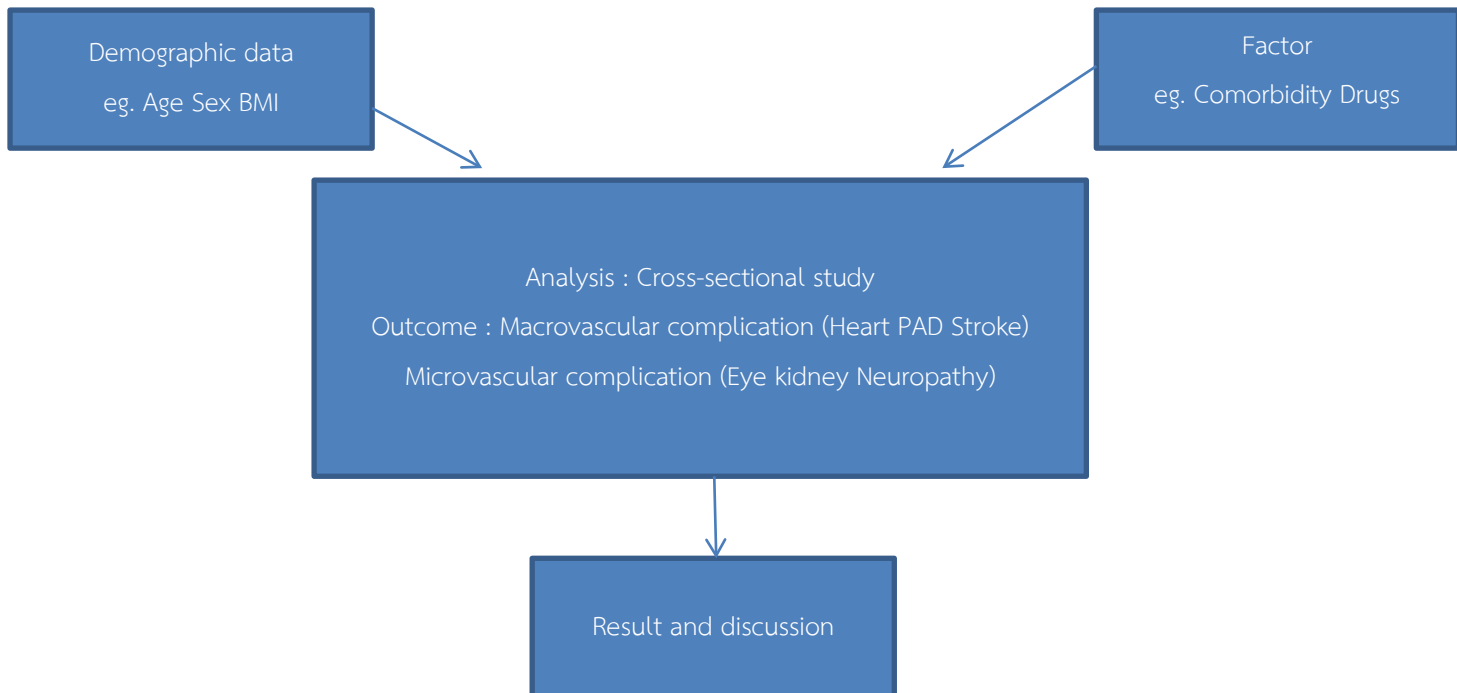 Demographic data
eg. Age Sex BMI
Factor
eg. Comorbidity Drugs
Analysis : Cross-sectional study
Outcome : Macrovascular complication (Heart PAD Stroke)
Microvascular complication (Eye kidney Neuropathy)
Result and discussion